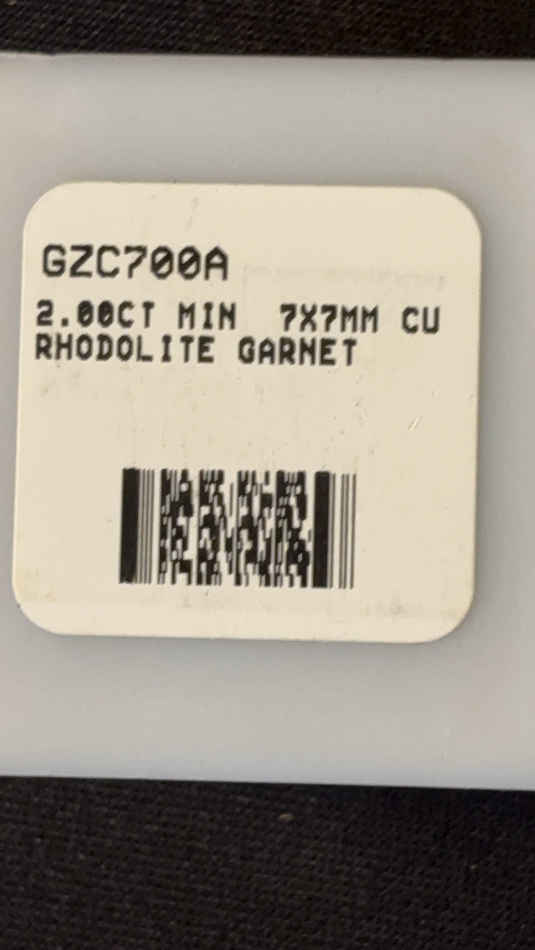 GZC700A
2.00CT MIN 7X7MM CU
RHODOLITE GARNET